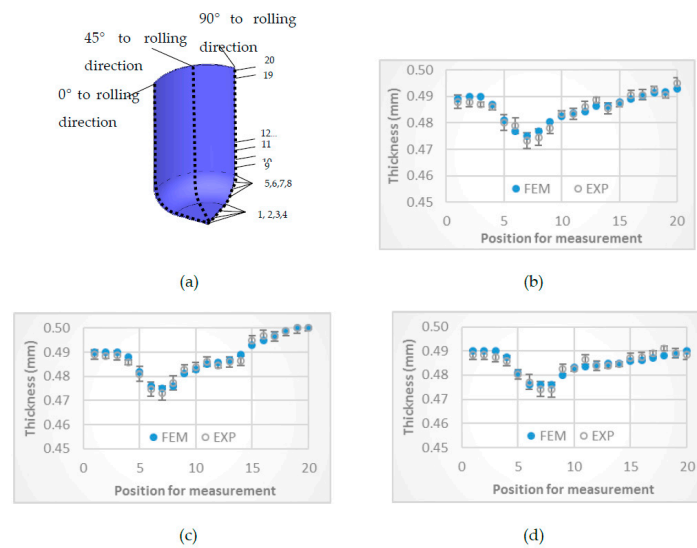 90° to rolling
direction
45° to rolling
direction
0° to rolling
direction
20
19
12
11
9
5,6,7,8
1, 2,3,4
(a)
0.50
0.49
0.48
0.47
0.46
0.45
Thickness (mm)
FEM EXP
0 5 10 15 20
Position for measurement
(b)
0.50
0.49
0.48
0.47
0.46
0.45
Thickness (mm)
FEM EXP
0 5 10 15 20
Position for measurement
(c)
0.50
0.49
0.48
0.47
0.46
0.45
Thickness (mm)
FEM EXP
0 5 10 15 20
Position for measurement
(d)